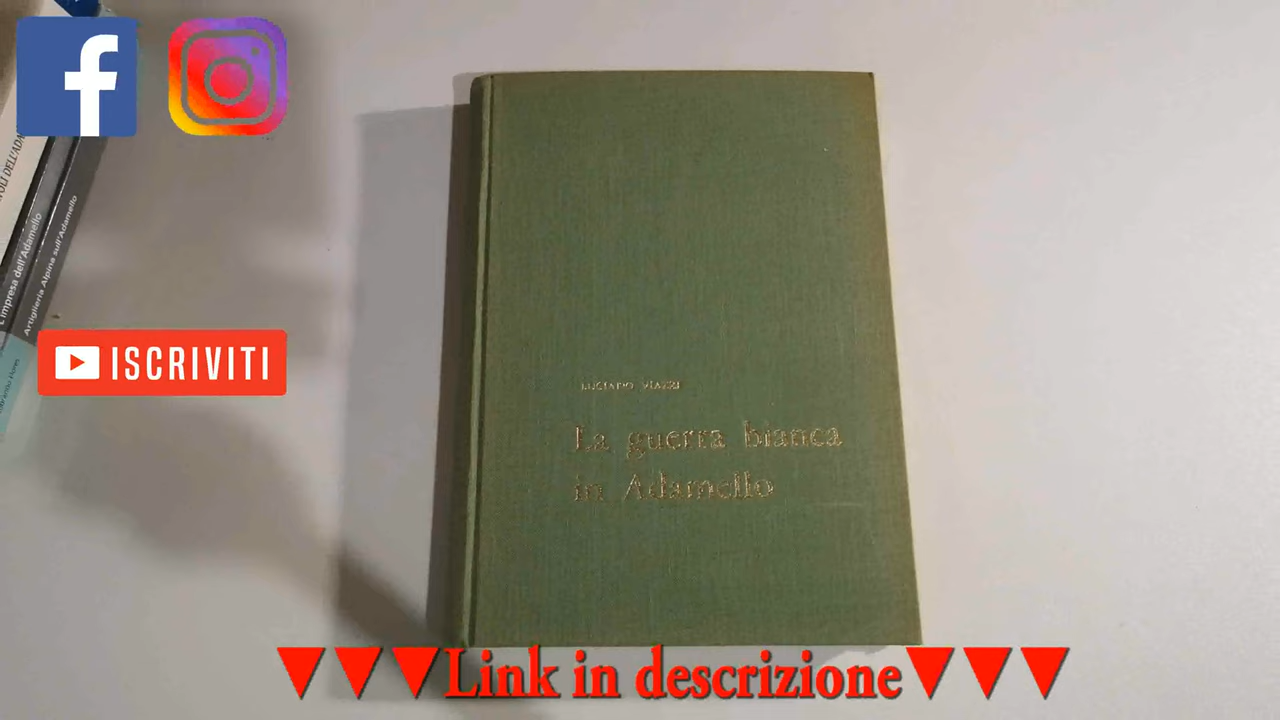 L'impresa dell'Adamello
Artiglieria Alpina sull'Adamello
ISCRIVITI
LUCIANO VIAZZI
La guerra bianca
in Adamello
Link in descrizione